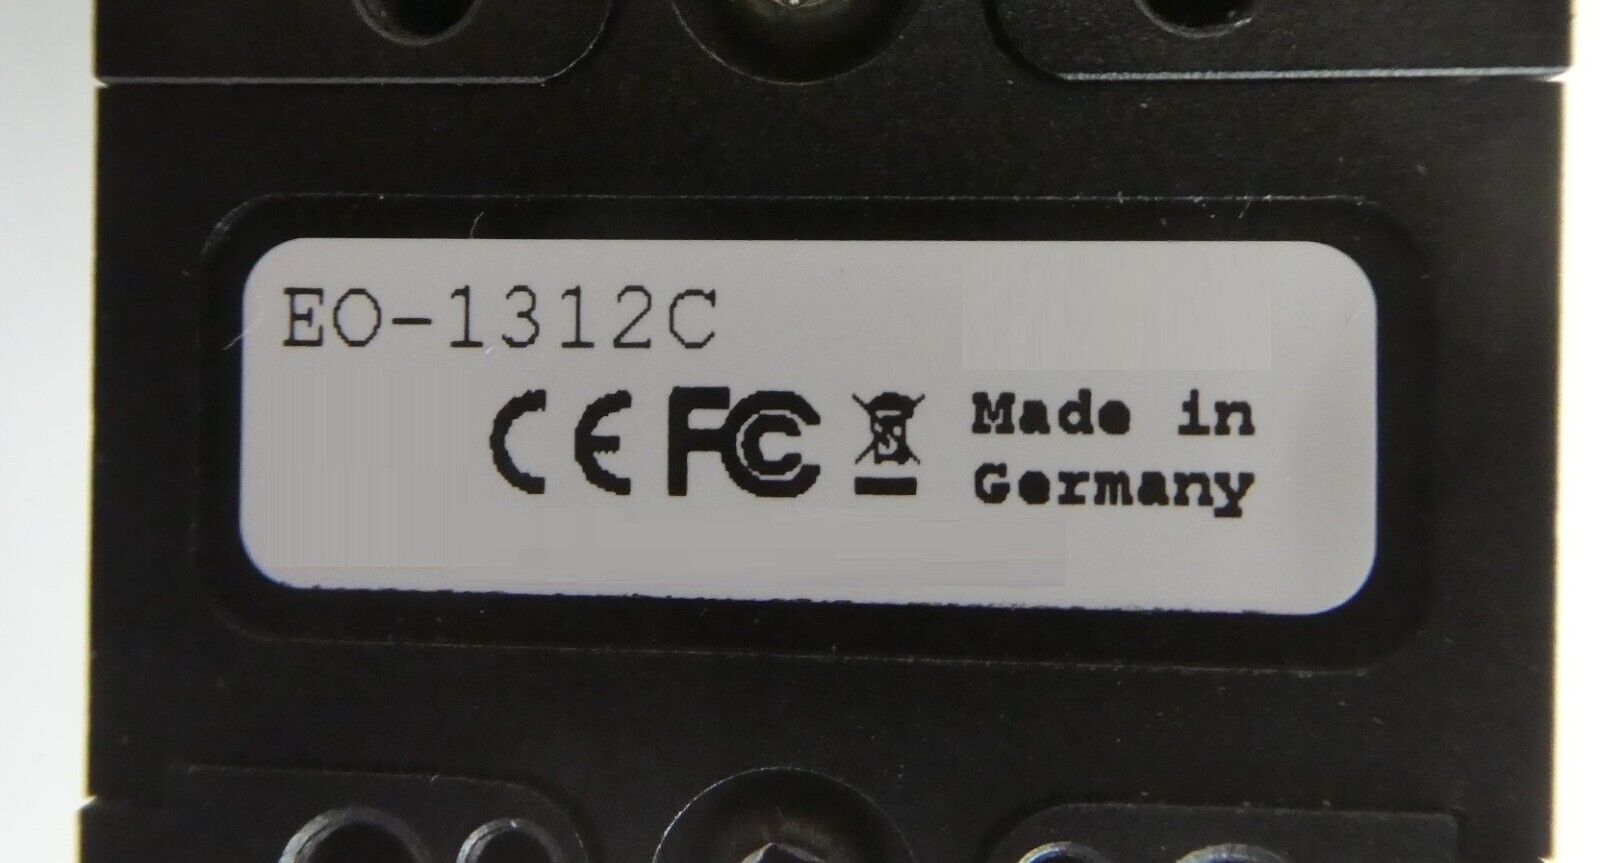 EO-1312C
CE FC Made in
Germany